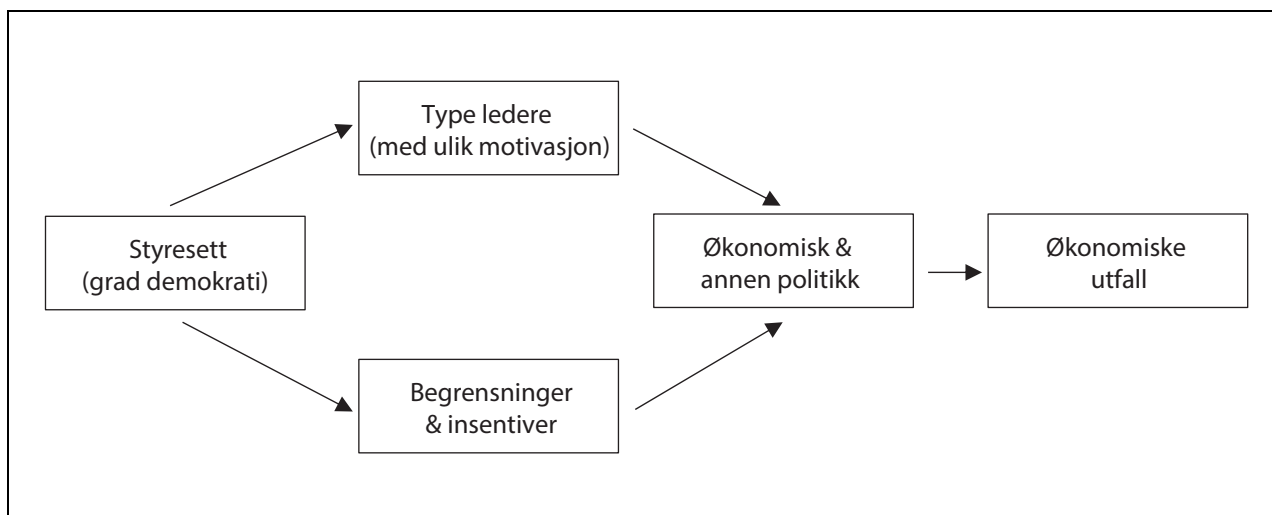 Type ledere
(med ulik motivasjon)
Styresett
(grad demokrati)
Økonomisk &
annen politikk
Økonomiske
utfall
Begrensninger
& insentiver